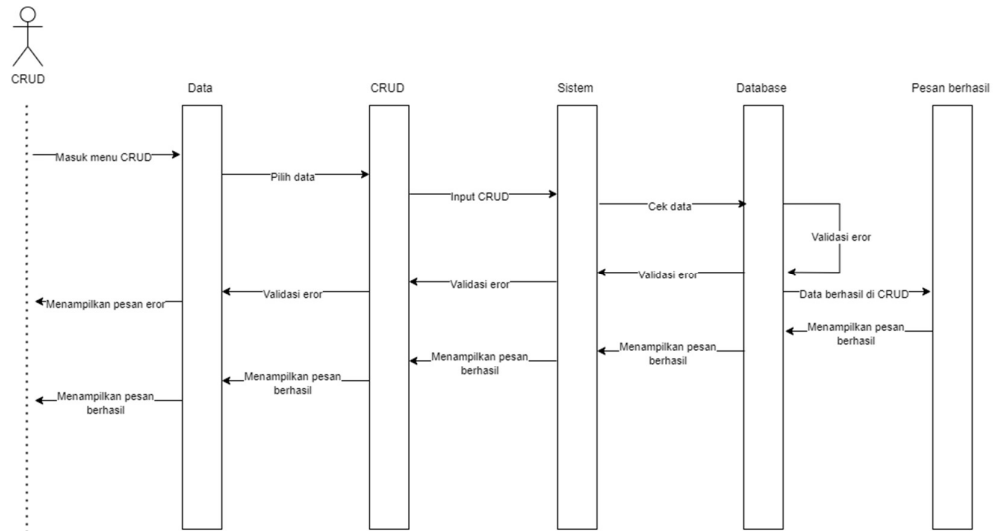 CRUD
Data
CRUD
Sistem
Database
Pesan berhasil
Masuk menu CRUD
Pilih data
Input CRUD
Cek data
Validasi eror
Validasi eror
Validasi eror
Validasi eror
Menampilkan pesan eror
Data berhasil di CRUD
Menampilkan pesan
berhasil
Menampilkan pesan
berhasil
Menampilkan pesan
berhasil
Menampilkan pesan
berhasil
Menampilkan pesan
berhasil